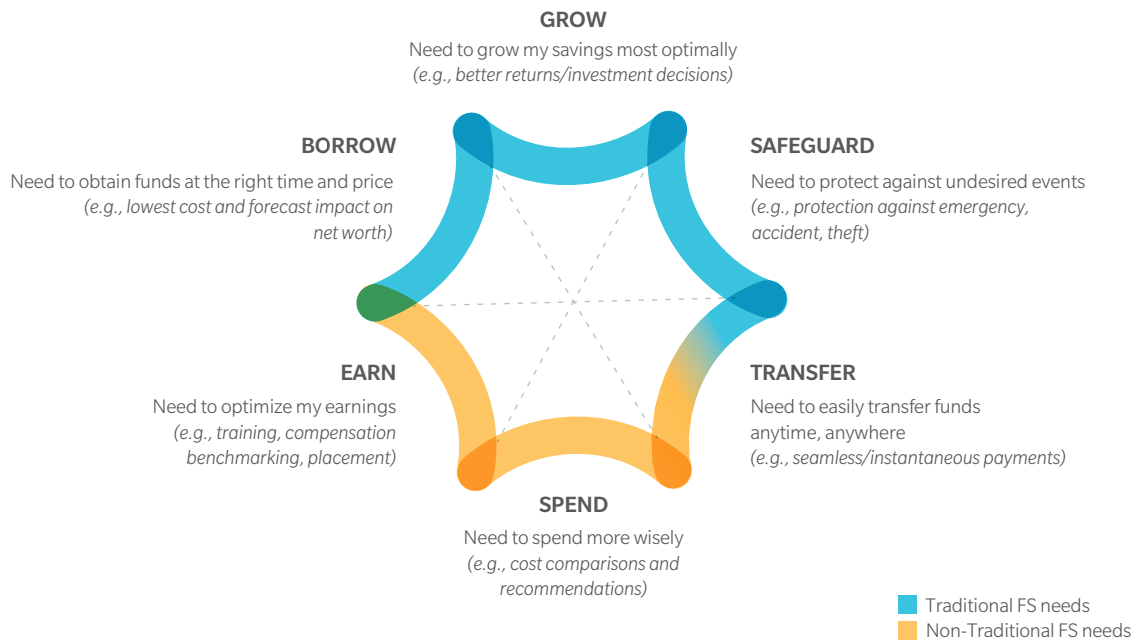 GROW
Need to grow my savings most optimally
(e.g., better returns/investment decisions)
BORROW
Need to obtain funds at the right time and price
(e.g., lowest cost and forecast impact on
net worth)
SAFEGUARD
Need to protect against undesired events
(e.g., protection against emergency,
accident, theft)
EARN
Need to optimize my earnings
(e.g., training, compensation
benchmarking, placement)
TRANSFER
Need to easily transfer funds
anytime, anywhere
(e.g., seamless/instantaneous payments)
SPEND
Need to spend more wisely
(e.g., cost comparisons and
recommendations)
Traditional FS needs
Non-Traditional FS needs